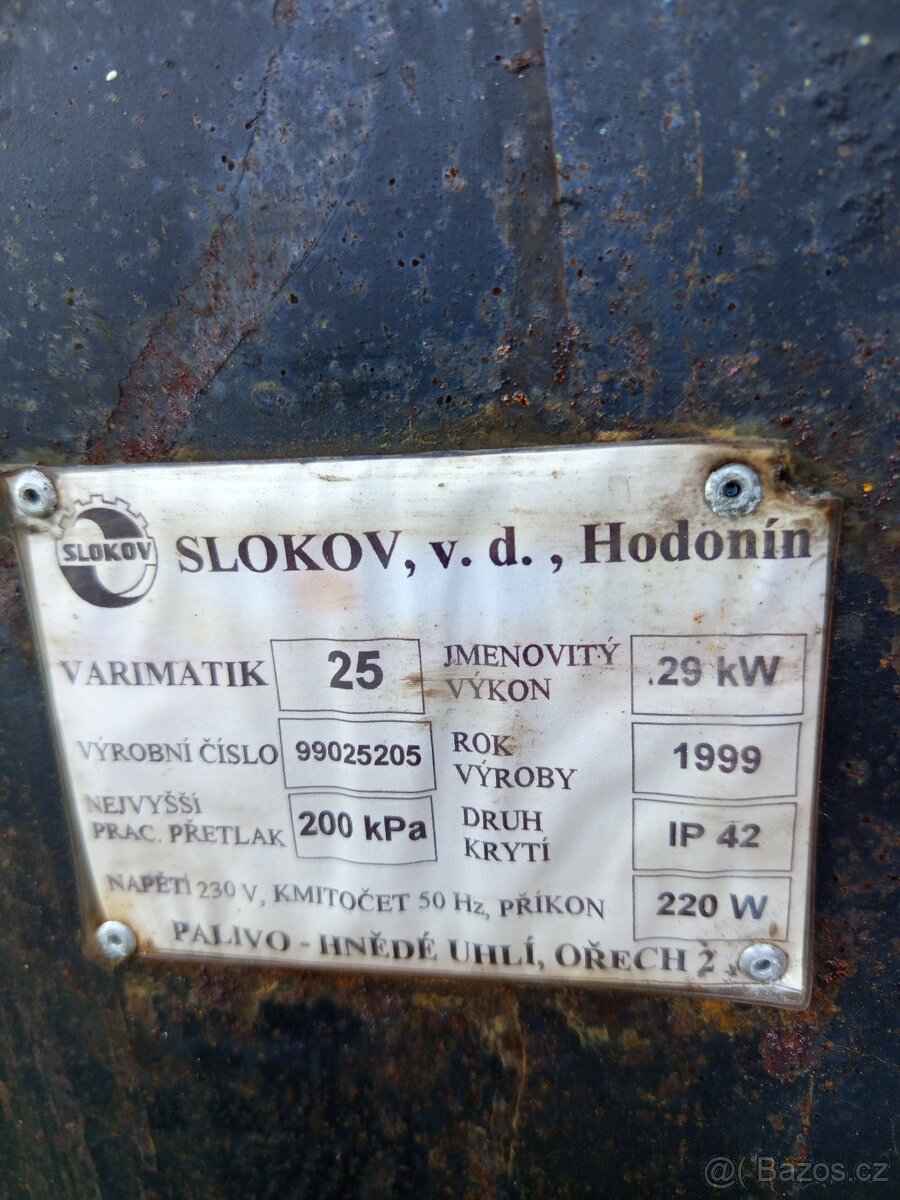 SLOKOV
SLOKOV, v. d. , Hodonín
VARIMATIK 25
JMENOVITÝ
VÝKON 29 kW
VÝROBNÍ ČÍSLO 99025205
ROK
VÝROBY 1999
NEJVYŠŠÍ
PRAC. PŘETLAK 200 kPa
DRUH
KRYTÍ IP 42
NAPĚTÍ 230 V, KMITOČET 50 Hz, PŘÍKON 220 W
PALIVO - HNĚDÉ UHLÍ, OŘECH 2
@( Bazos.cz